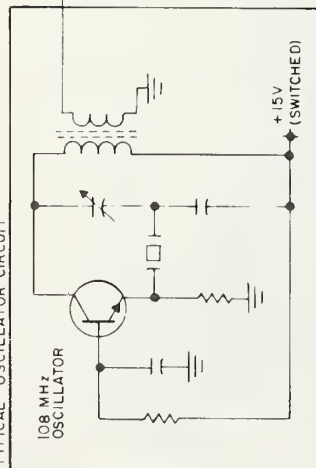 TYPICAL OSCILLATOR CIRCUIT
108 MHz
OSCILLATOR
+15V
(SWITCHED)